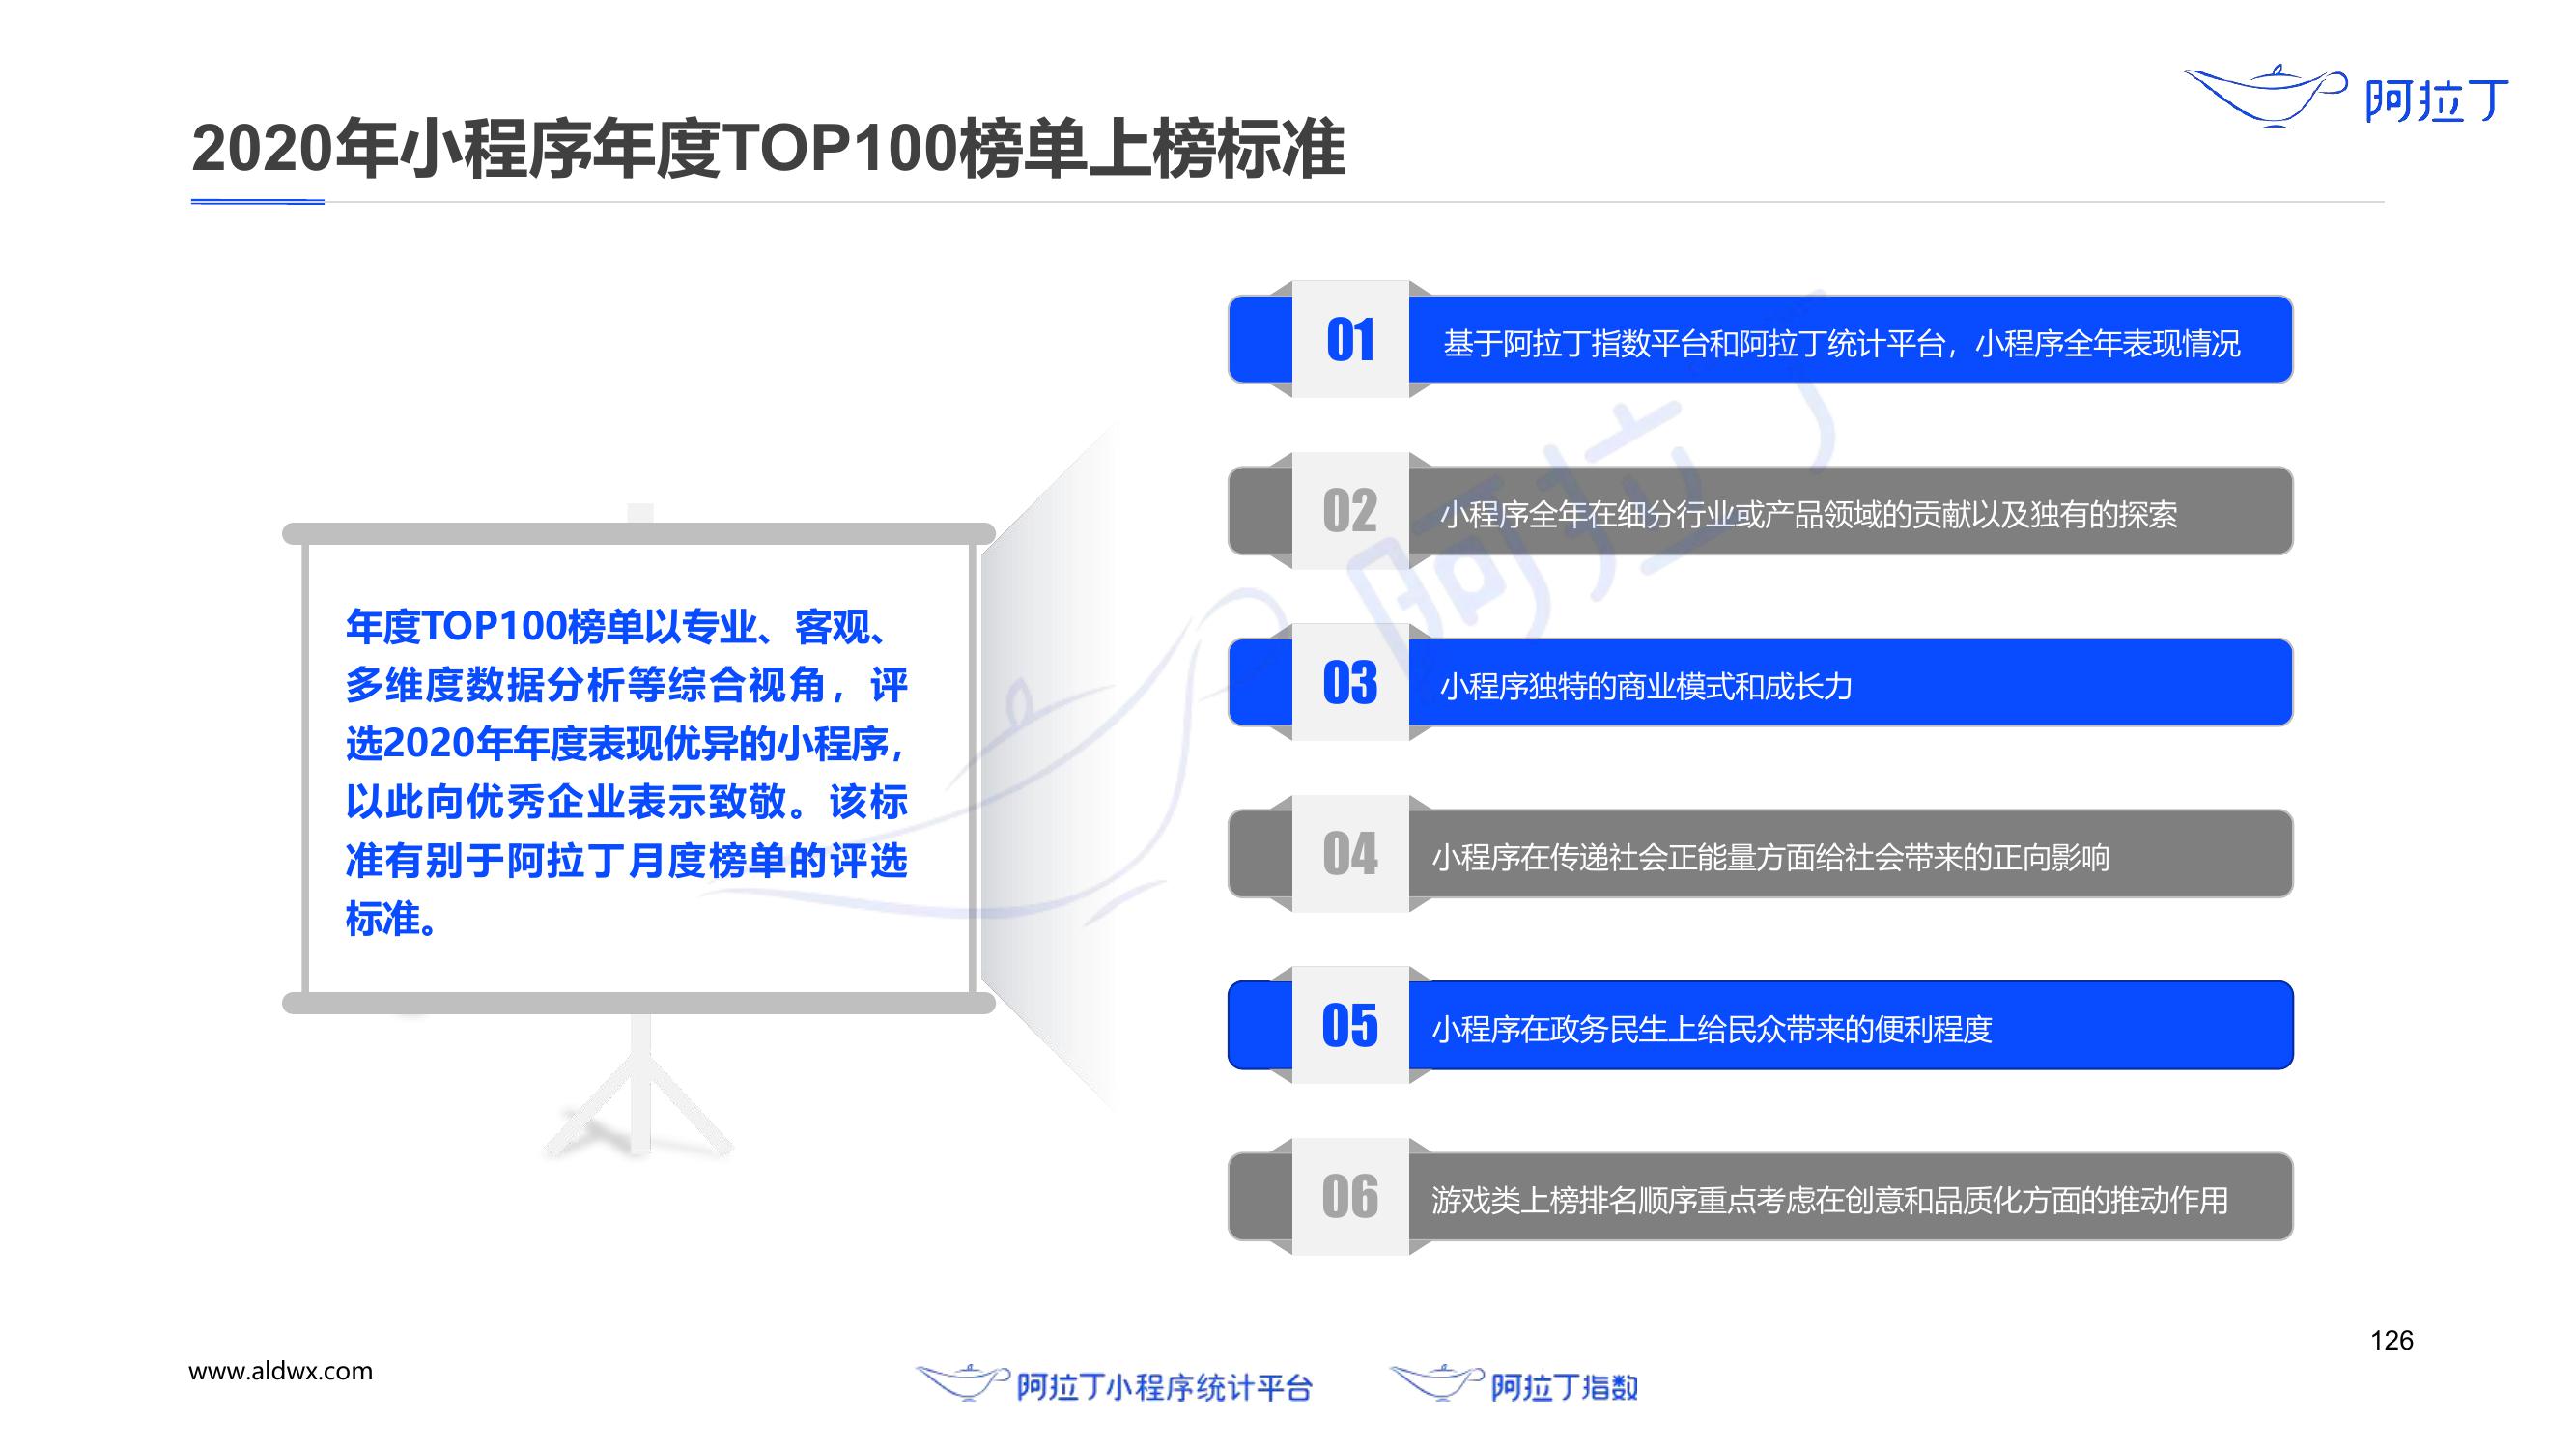 阿拉丁
2020年小程序年度TOP100榜单上榜标准
年度TOP100榜单以专业、客观、
多维度数据分析等综合视角，评
选2020年年度表现优异的小程序，
以此向优秀企业表示致敬。该标
准有别于阿拉丁月度榜单的评选
标准。
01
基于阿拉丁指数平台和阿拉丁统计平台，小程序全年表现情况
02
小程序全年在细分行业或产品领域的贡献以及独有的探索
03
小程序独特的商业模式和成长力
04
小程序在传递社会正能量方面给社会带来的正向影响
05
小程序在政务民生上给民众带来的便利程度
06
游戏类上榜排名顺序重点考虑在创意和品质化方面的推动作用
阿拉丁
126
www.aldwx.com
阿拉丁小程序统计平台
阿拉丁指数